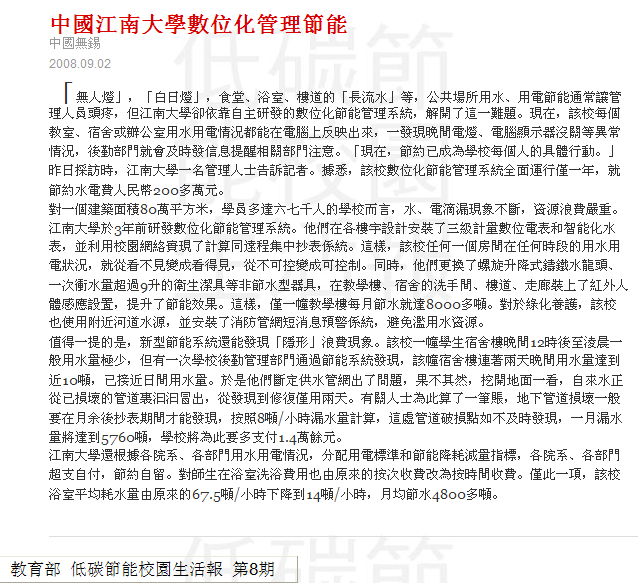 中國江南大學數位化管理節能
中國無錫
2008.09.02
「無人燈」，「白日燈」，食堂、浴室、樓道的「長流水」等，公共場所用水、用電節能通常讓管
理人員頭疼，但江南大學卻依靠自主研發的數位化節能管理系統，解開了這一難題。現在，該校每個
教室、宿舍或辦公室用水用電情況都能在電腦上反映出來，一發現晚間電燈、電腦顯示器沒關等異常
情況，後勤部門就會及時發信息提醒相關部門注意。「現在，節約已成為學校每個人的具體行動。」
昨日採訪時，江南大學一名管理人士告訴記者。據悉，該校數位化節能管理系統全面運行僅一年，就
節約水電費人民幣200多萬元。
對一個建築面積80萬平方米，學員多達六七千人的學校而言，水、電滴漏現象不斷，資源浪費嚴重。
江南大學於3年前研發數位化節能管理系統。他們在各樓宇設計安裝了三級計量數位電表和智能化水
表，並利用校園網絡實現了計算同遠程集中抄表係統。這樣，該校任何一個房間在任何時段的用水用
電狀況，就從看不見變成看得見，從不可控變成可控制。同時，他們更換了螺旋升降式鑄鐵水龍頭、
一次衝水量超過9升的衛生潔具等非節水型器具，在教學樓、宿舍的洗手間、樓道、走廊裝上了紅外人
體感應設置，提升了節能效果。這樣，僅一幢教學樓每月節水就達8000多噸。對於綠化養護，該校
也使用附近河道水源，並安裝了消防管網短消息預警係統，避免濫用水資源。
值得一提的是，新型節能系統還能發現「隱形」浪費現象。該校一幢學生宿舍樓晚間12時後至淩晨一
般用水量極少，但有一次學校後勤管理部門通過節能系統發現，該幢宿舍樓連著兩天晚間用水量達到
近10噸，已接近日間用水量。於是他們斷定供水管網出了問題，果不其然，挖開地面一看，自來水正
從已損壞的管道裏汩汩冒出，從發現到修復僅用兩天。有關人士為此算了一筆賬，地下管道損壞一般
要在月余後抄表期間才能發現，按照8噸/小時漏水量計算，這處管道破損點如不及時發現，一月漏水
量將達到5760噸，學校將為此要多支付1.4萬餘元。
江南大學還根據各院系、各部門用水用電情況，分配用電標準和節能降耗減量指標，各院系、各部門
超支自付，節約自留。對師生在浴室洗浴費用也由原來的按次收費改為按時間收費。僅此一項，該校
浴室平均耗水量由原來的67.5噸/小時下降到14噸/小時，月均節水4800多噸。
教育部 低碳節能校園生活報 第8期